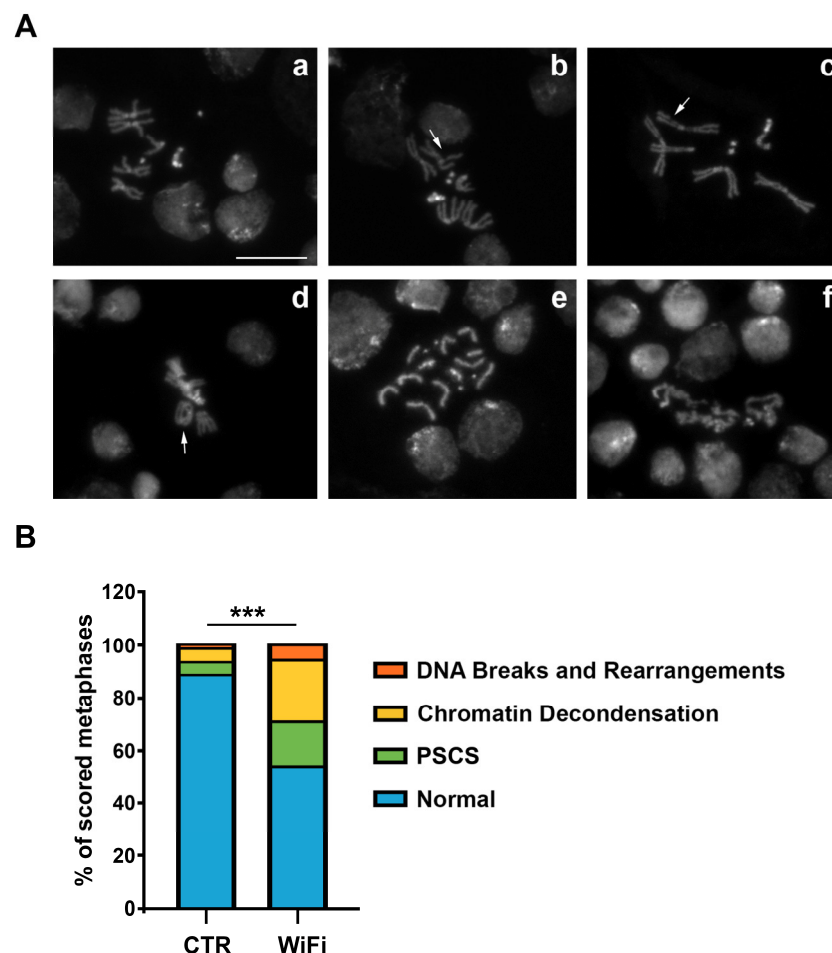 A
a
b
c
d
e
f
B
120
100
80
60
40
20
0
% of scored metaphases
***
CTR
WiFi
DNA Breaks and Rearrangements
Chromatin Decondensation
PSCS
Normal